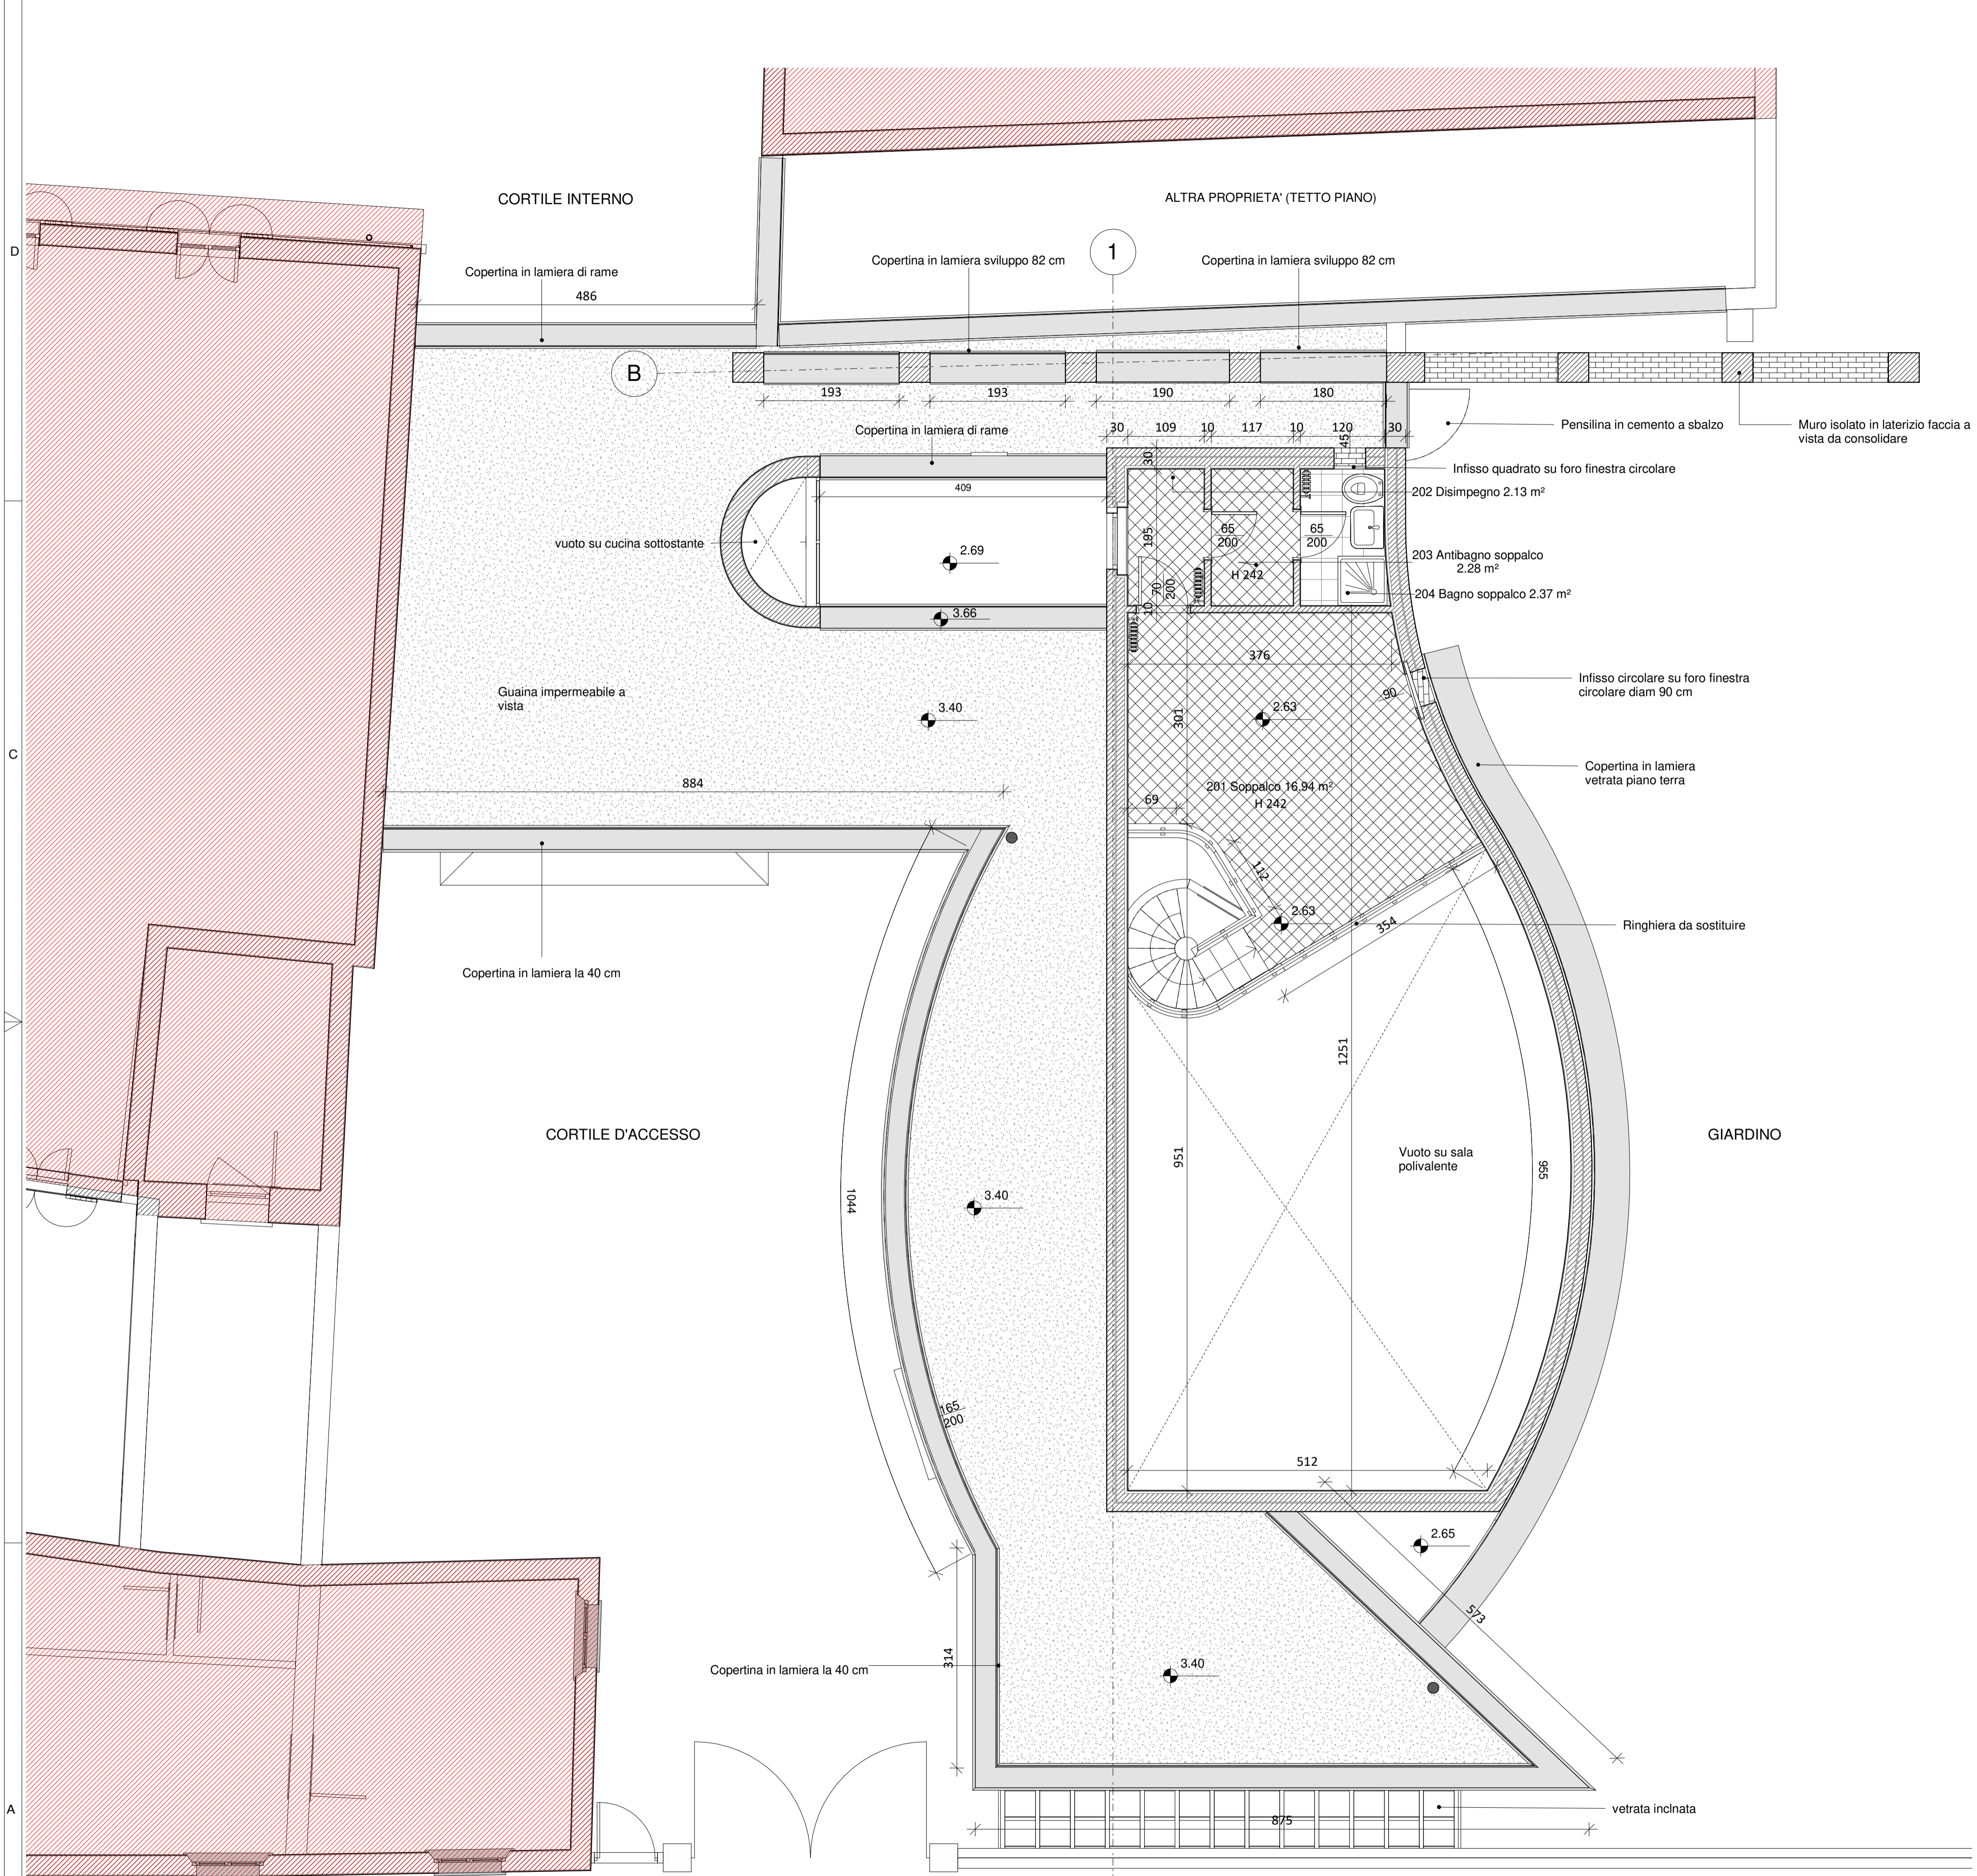 CORTILE INTERNO
ALTRA PROPRIETA' (TETTO PIANO)
D
1
Copertina in lamiera di rame
Copertina in lamiera sviluppo 82 cm
Copertina in lamiera sviluppo 82 cm
486
B
193
193
190
180
Copertina in lamiera di rame
30
109
10
117
10
120
30
45
30
Pensilina in cemento a sbalzo
Muro isolato in laterizio faccia a
vista da consolidare
Infisso quadrato su foro finestra circolare
409
202 Disimpegno 2.13 m²
vuoto su cucina sottostante
2.69
195
65
200
65
200
203 Antibagno soppalco
2.28 m²
H 242
70
200
10
204 Bagno soppalco 2.37 m²
3.66
376
Guaina impermeabile a
vista
90
Infisso circolare su foro finestra
circolare diam 90 cm
3.40
301
2.63
C
Copertina in lamiera
vetrata piano terra
884
201 Soppalco 16.94 m²
H 242
69
112
2.63
354
Ringhiera da sostituire
Copertina in lamiera la 40 cm
1251
CORTILE D'ACCESSO
GIARDINO
951
Vuoto su sala
polivalente
955
1044
3.40
165
200
512
2.65
573
314
Copertina in lamiera la 40 cm
3.40
A
875
vetrata inclnata